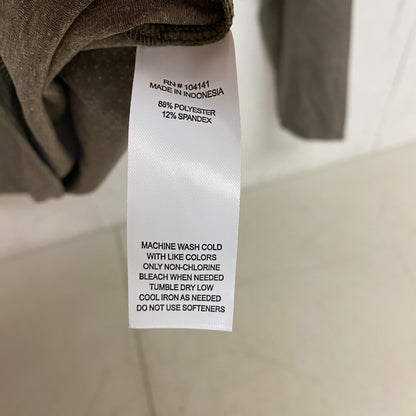 RN # 104141
MADE IN INDONESIA
88% POLYESTER
12% SPANDEX
MACHINE WASH COLD
WITH LIKE COLORS
ONLY NON-CHLORINE
BLEACH WHEN NEEDED
TUMBLE DRY LOW
COOL IRON AS NEEDED
DO NOT USE SOFTENERS